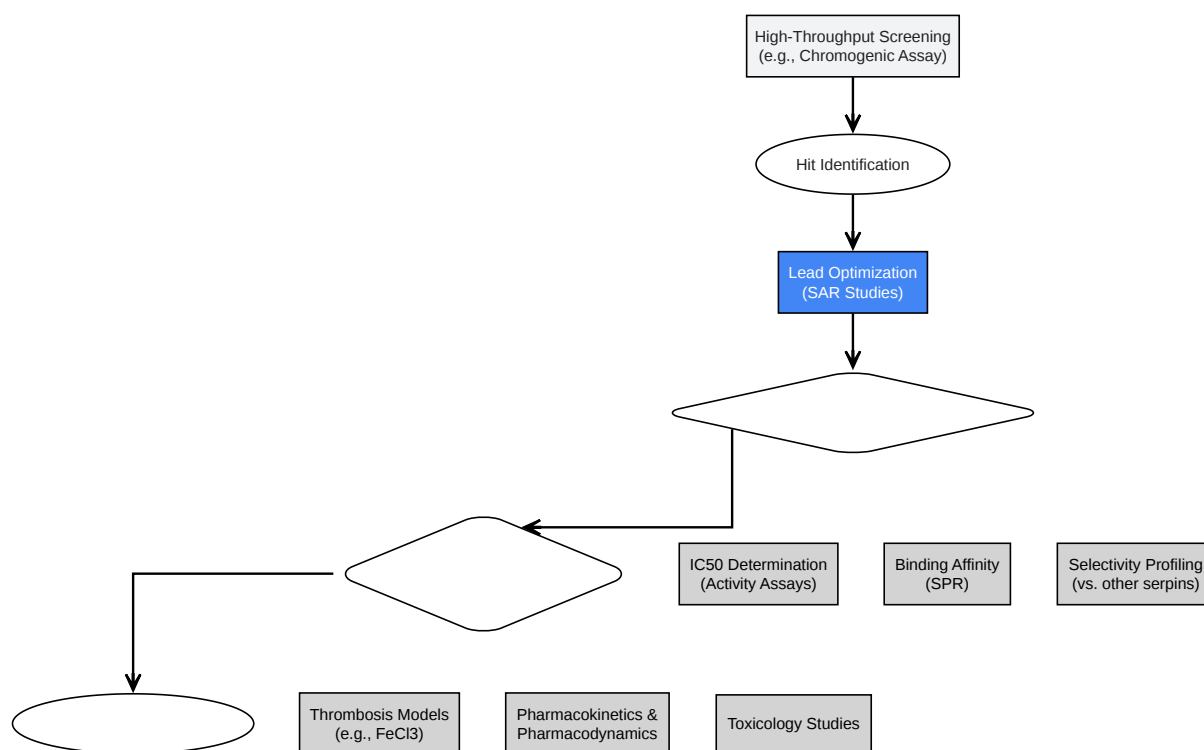 High-Throughput Screening
(e.g., Chromogenic Assay)
Hit Identification
Lead Optimization
(SAR Studies)
IC50 Determination
(Activity Assays)
Binding Affinity
(SPR)
Selectivity Profiling
(vs. other serpins)
Thrombosis Models
(e.g., FeCl3)
Pharmacokinetics &
Pharmacodynamics
Toxicology Studies